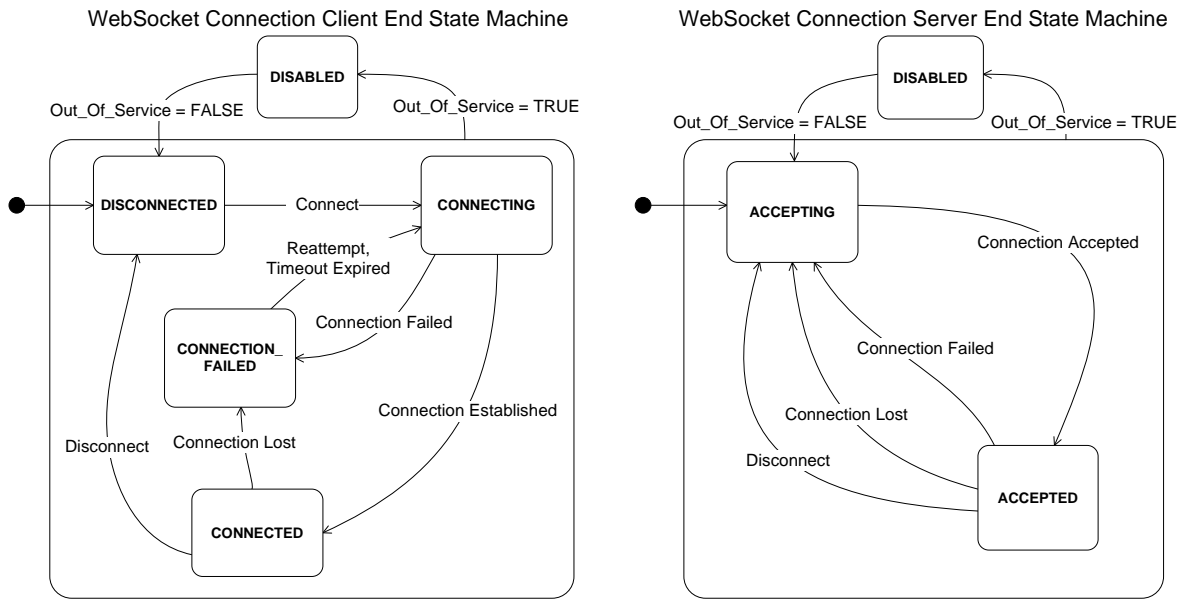 WebSocket Connection Client End State Machine
DISABLED
Out_Of_Service = FALSE
Out_Of_Service = TRUE
DISCONNECTED
Connect
CONNECTING
Reattempt,
Timeout Expired
Connection Failed
CONNECTION_
FAILED
Connection Established
Disconnect
Connection Lost
CONNECTED
WebSocket Connection Server End State Machine
DISABLED
Out_Of_Service = FALSE
Out_Of_Service = TRUE
ACCEPTING
Connection Accepted
Connection Failed
Connection Lost
Disconnect
ACCEPTED